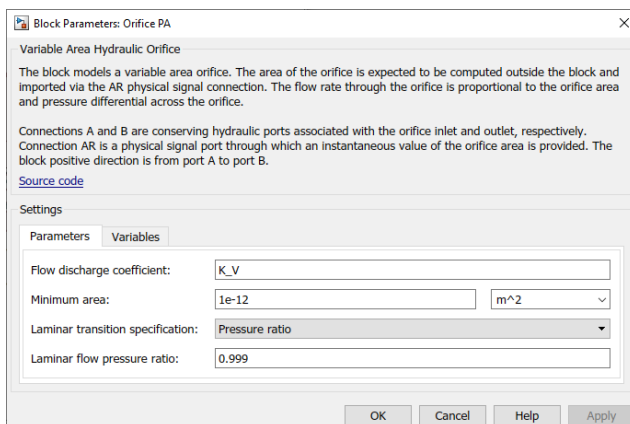 Block Parameters: Orifice PA
Variable Area Hydraulic Orifice
The block models a variable area orifice. The area of the orifice is expected to be computed outside the block and
imported via the AR physical signal connection. The flow rate through the orifice is proportional to the orifice area
and pressure differential across the orifice.
Connections A and B are conserving hydraulic ports associated with the orifice inlet and outlet, respectively.
Connection AR is a physical signal port through which an instantaneous value of the orifice area is provided. The
block positive direction is from port A to port B.
Source code
Settings
Parameters Variables
Flow discharge coefficient: K_V
Minimum area: 1e-12 m^2
Laminar transition specification: Pressure ratio
Laminar flow pressure ratio: 0.999
OK Cancel Help Apply